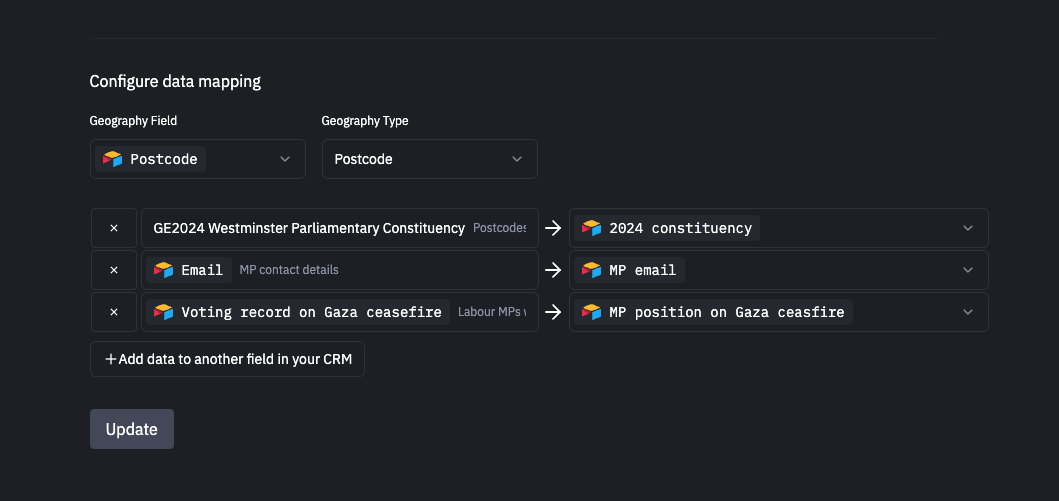 Configure data mapping
Geography Field Geography Type
Postcode Postcode
× GE2024 Westminster Parliamentary Constituency Postcodes → 2024 constituency
× Email MP contact details → MP email
× Voting record on Gaza ceasefire Labour MPs → MP position on Gaza ceasfire
+Add data to another field in your CRM
Update